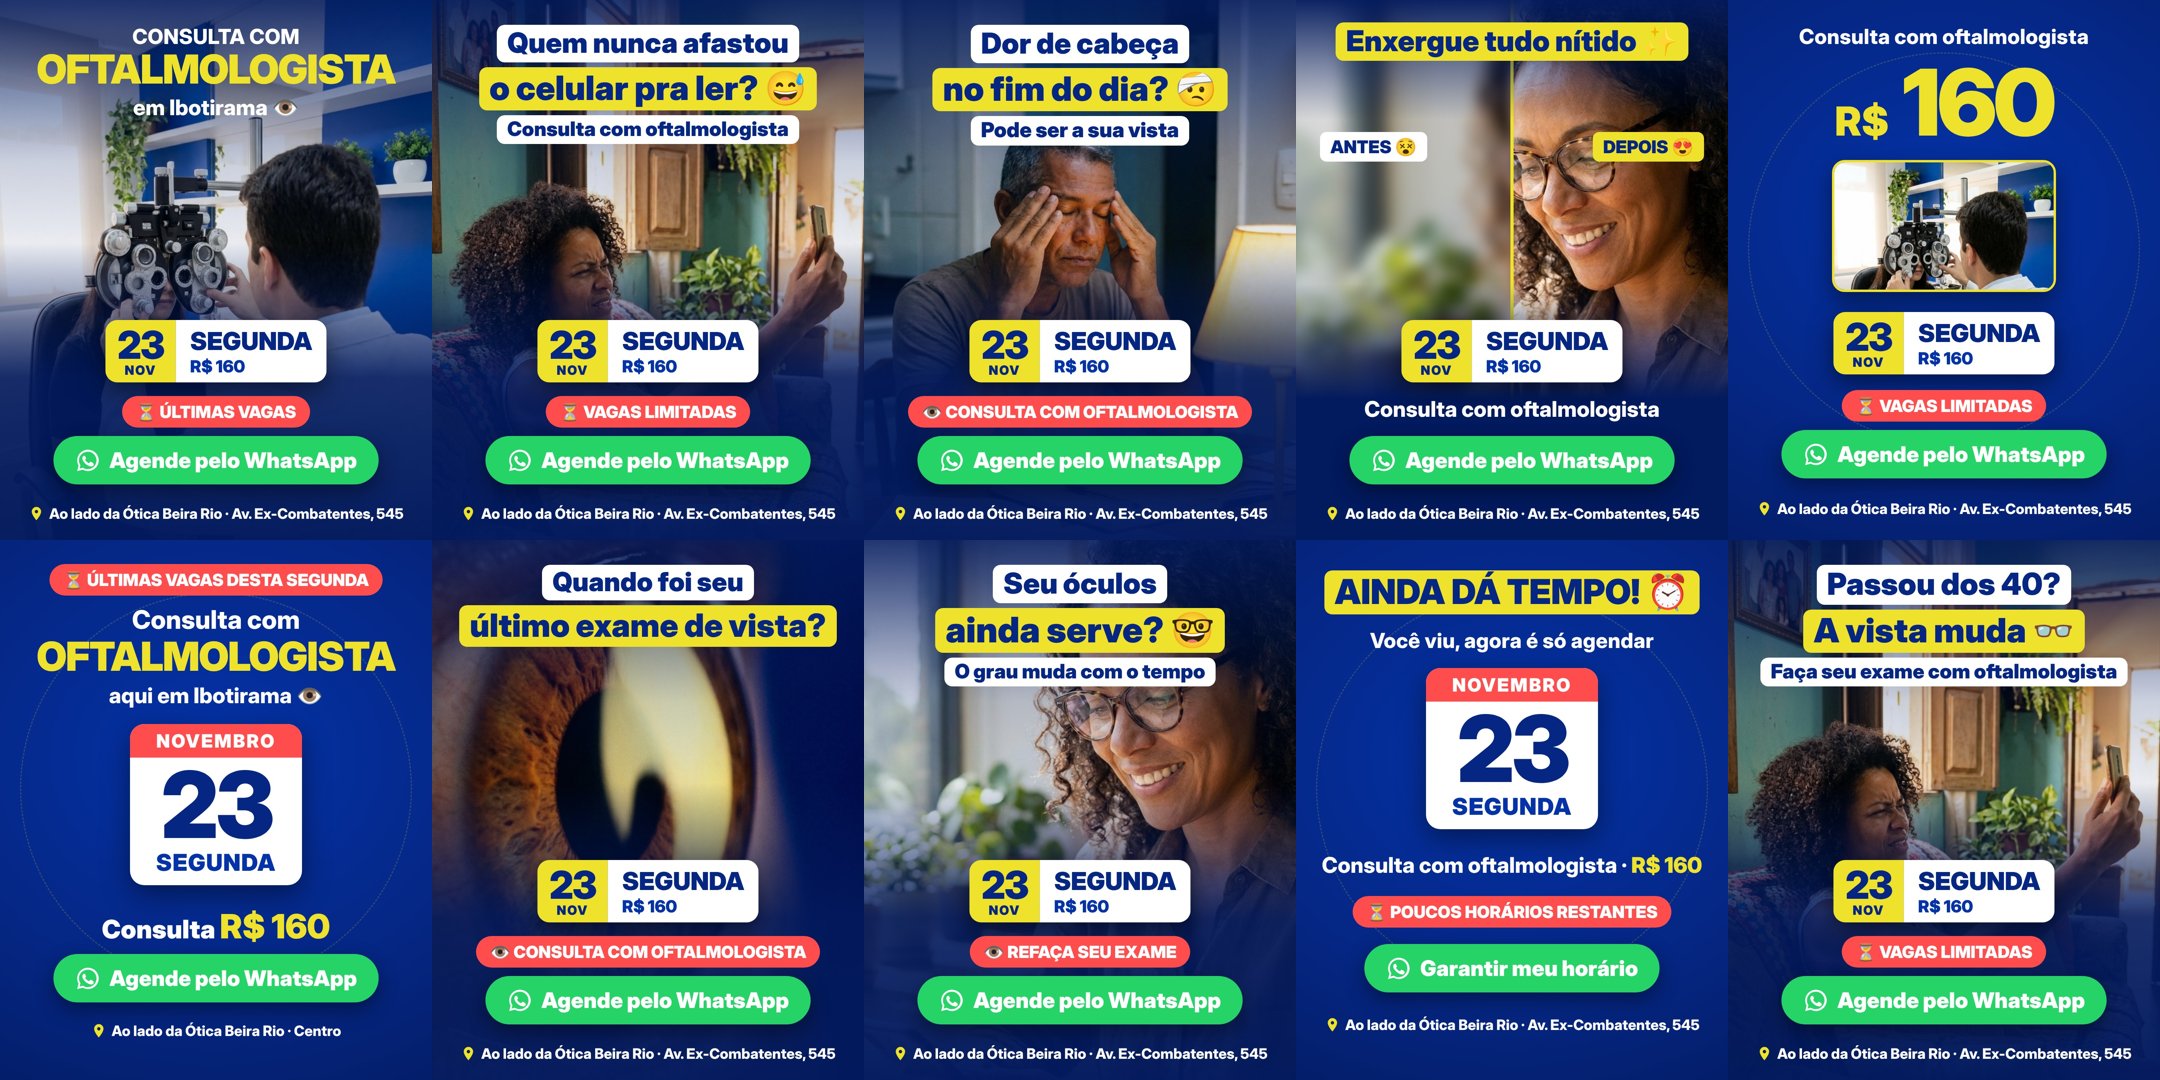 CONSULTA COM
OFTALMOLOGISTA
em Ibotirama 👁️
23
NOV
SEGUNDA
R$ 160
⏳ ÚLTIMAS VAGAS
Agende pelo WhatsApp
Ao lado da Ótica Beira Rio · Av. Ex-Combatentes, 545
Quem nunca afastou
o celular pra ler? 😅
Consulta com oftalmologista
23
NOV
SEGUNDA
R$ 160
⏳ VAGAS LIMITADAS
Agende pelo WhatsApp
Ao lado da Ótica Beira Rio · Av. Ex-Combatentes, 545
Dor de cabeça
no fim do dia? 🤕
Pode ser a sua vista
23
NOV
SEGUNDA
R$ 160
👁️ CONSULTA COM OFTALMOLOGISTA
Agende pelo WhatsApp
Ao lado da Ótica Beira Rio · Av. Ex-Combatentes, 545
Enxergue tudo nítido ✨
ANTES 😵
DEPOIS 😍
23
NOV
SEGUNDA
R$ 160
Consulta com oftalmologista
Agende pelo WhatsApp
Ao lado da Ótica Beira Rio · Av. Ex-Combatentes, 545
Consulta com oftalmologista
R$ 160
23
NOV
SEGUNDA
R$ 160
⏳ VAGAS LIMITADAS
Agende pelo WhatsApp
Ao lado da Ótica Beira Rio · Av. Ex-Combatentes, 545
⏳ ÚLTIMAS VAGAS DESTA SEGUNDA
Consulta com
OFTALMOLOGISTA
aqui em Ibotirama 👁️
NOVEMBRO
23
SEGUNDA
Consulta R$ 160
Agende pelo WhatsApp
Ao lado da Ótica Beira Rio · Centro
Quando foi seu
último exame de vista?
23
NOV
SEGUNDA
R$ 160
👁️ CONSULTA COM OFTALMOLOGISTA
Agende pelo WhatsApp
Ao lado da Ótica Beira Rio · Av. Ex-Combatentes, 545
Seu óculos
ainda serve? 🤓
O grau muda com o tempo
23
NOV
SEGUNDA
R$ 160
👁️ REFAÇA SEU EXAME
Agende pelo WhatsApp
Ao lado da Ótica Beira Rio · Av. Ex-Combatentes, 545
AINDA DÁ TEMPO! ⏰
Você viu, agora é só agendar
NOVEMBRO
23
SEGUNDA
Consulta com oftalmologista · R$ 160
⏳ POUCOS HORÁRIOS RESTANTES
Garantir meu horário
Ao lado da Ótica Beira Rio · Av. Ex-Combatentes, 545
Passou dos 40?
A vista muda 👓
Faça seu exame com oftalmologista
23
NOV
SEGUNDA
R$ 160
⏳ VAGAS LIMITADAS
Agende pelo WhatsApp
Ao lado da Ótica Beira Rio · Av. Ex-Combatentes, 545